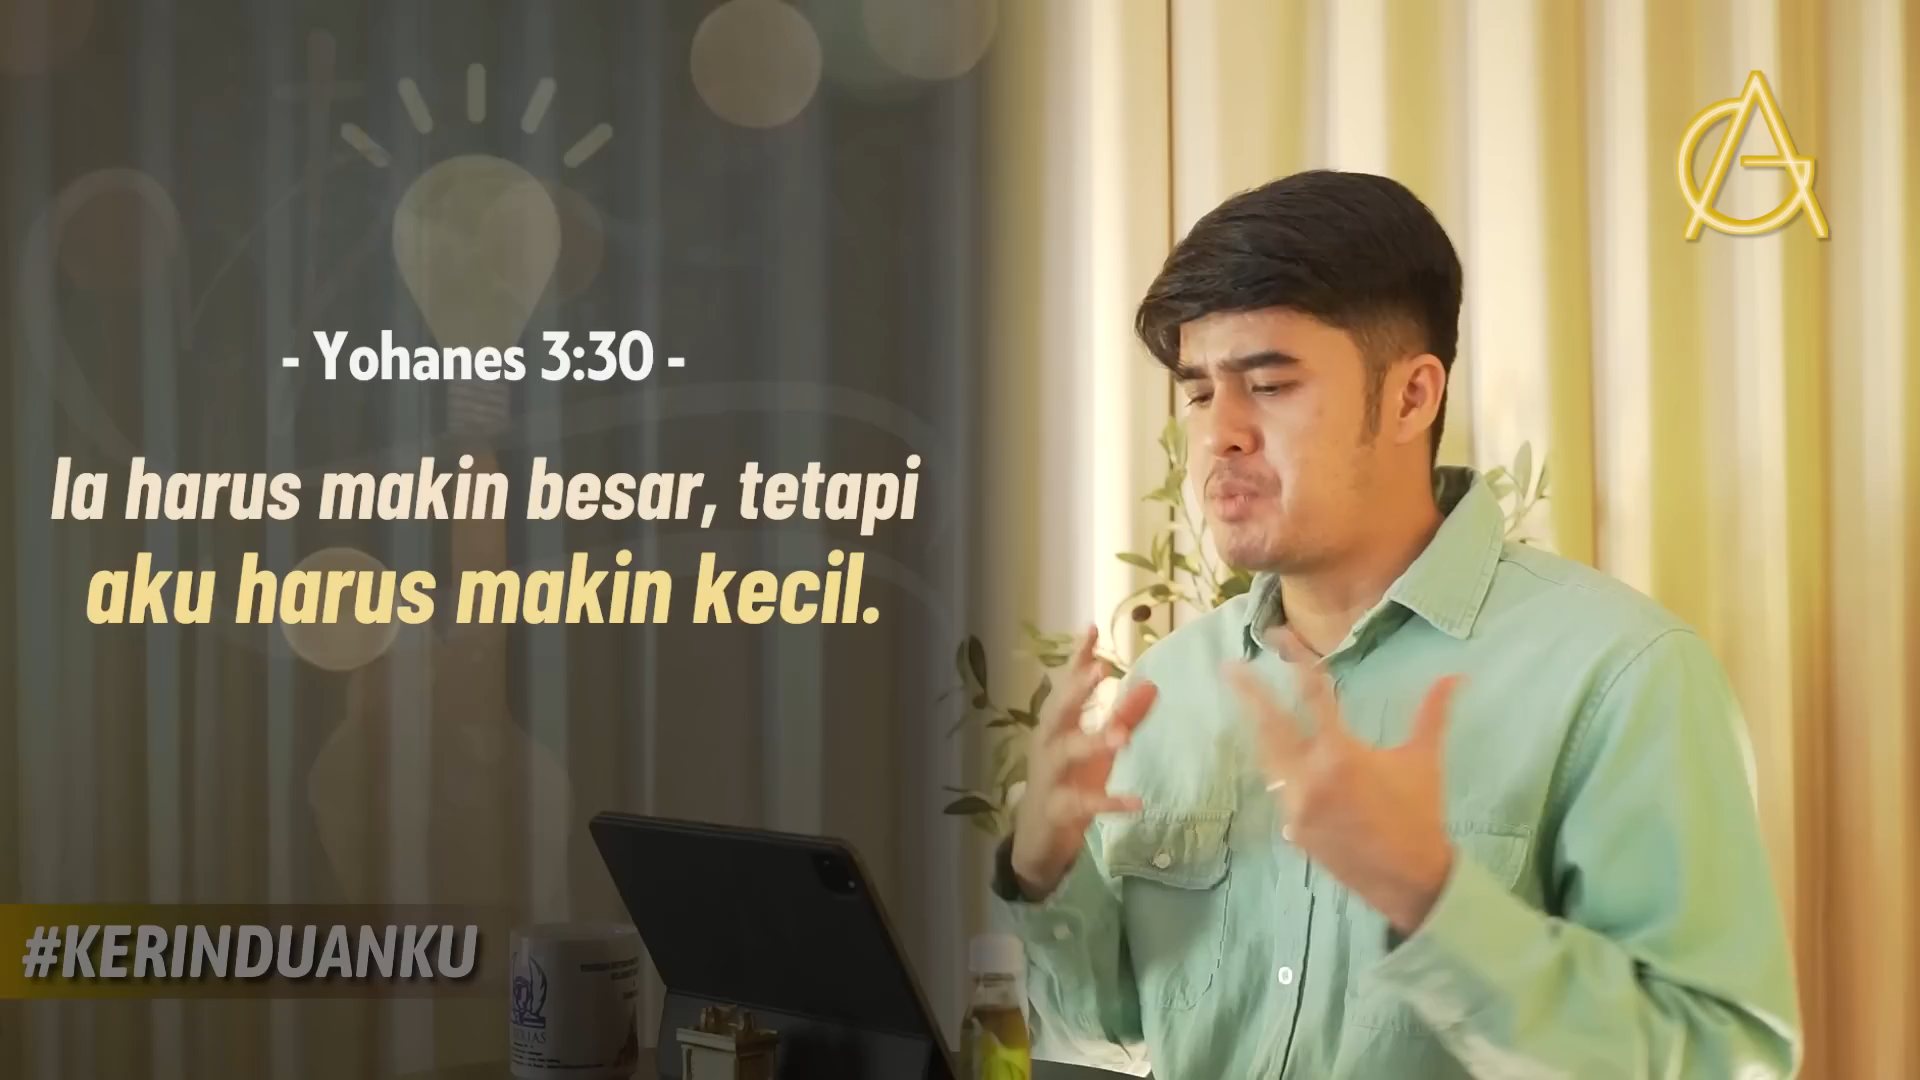 - Yohanes 3:30 -
Ia harus makin besar, tetapi
aku harus makin kecil.
#KERINDUANKU